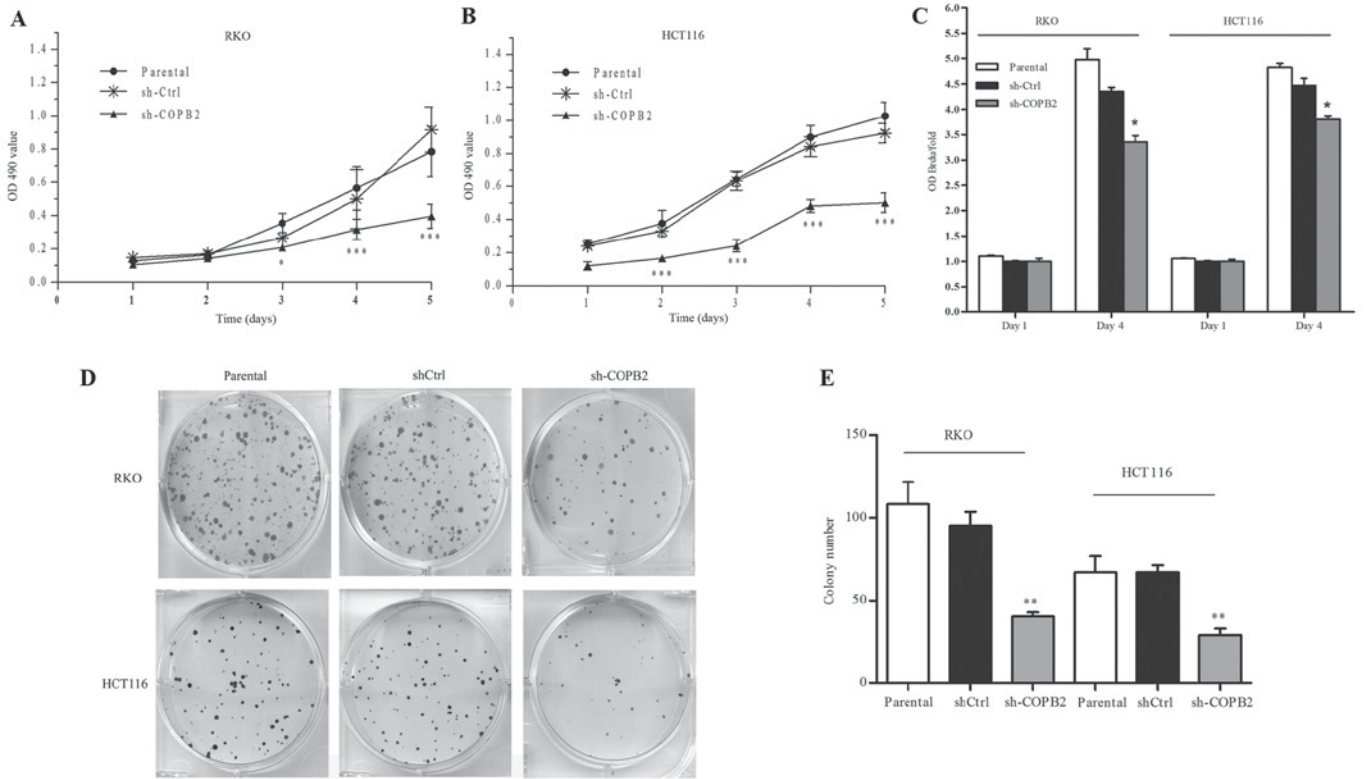 A
RKO
1.4
1.2
1.0
0.8
0.6
0.4
0.2
0.0
OD 490 value
Parental
sh-Ctrl
sh-COPB2
*
***
***
0 1 2 3 4 5
Time (days)
B
HCT116
1.4
1.2
1.0
0.8
0.6
0.4
0.2
0.0
OD 490 value
Parental
sh-Ctrl
sh-COPB2
***
***
***
***
0 1 2 3 4 5
Time (days)
C
6.0
5.5
5.0
4.5
4.0
3.5
3.0
2.5
2.0
1.5
1.0
0.5
0.0
OD Brdu/fold
RKO HCT116
Parental
sh-Ctrl
sh-COPB2
*
*
Day 1 Day 4 Day 1 Day 4
D
Parental shCtrl sh-COPB2
RKO
HCT116
E
150
100
50
0
Colony number
RKO
HCT116
**
**
Parental shCtrl sh-COPB2 Parental shCtrl sh-COPB2